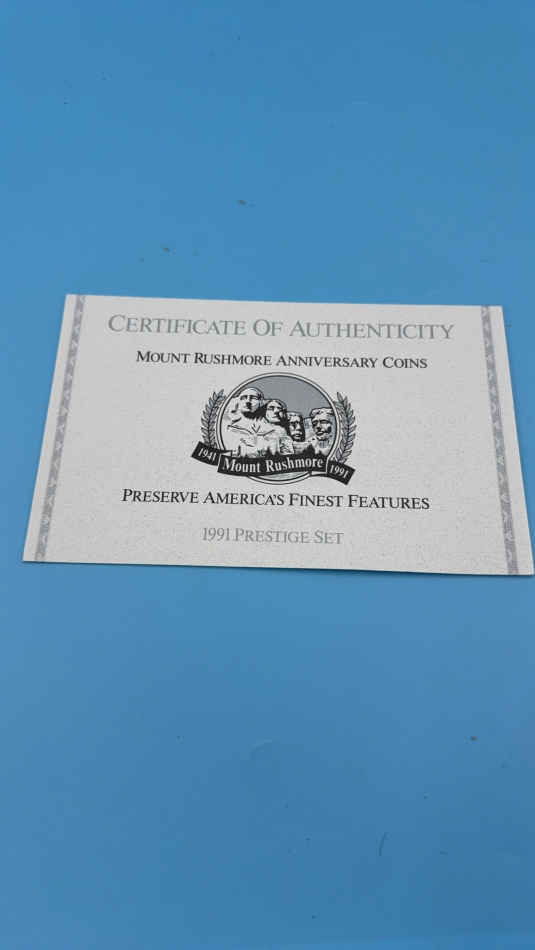 CERTIFICATE OF AUTHENTICITY
MOUNT RUSHMORE ANNIVERSARY COINS
1941 Mount Rushmore 1991
PRESERVE AMERICA'S FINEST FEATURES
1991 PRESTIGE SET